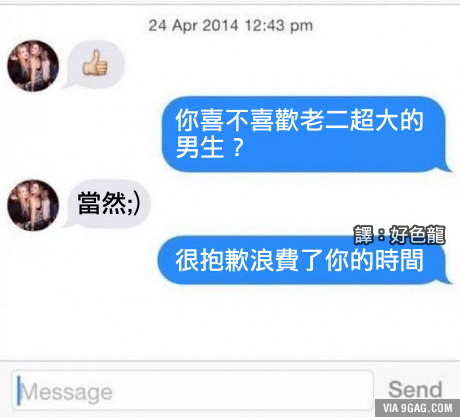 24 Apr 2014 12:43 pm
👍
你喜不喜歡老二超大的
男生？
當然;)
譯：好色龍
很抱歉浪費了你的時間
Message
Send
VIA 9GAG.COM